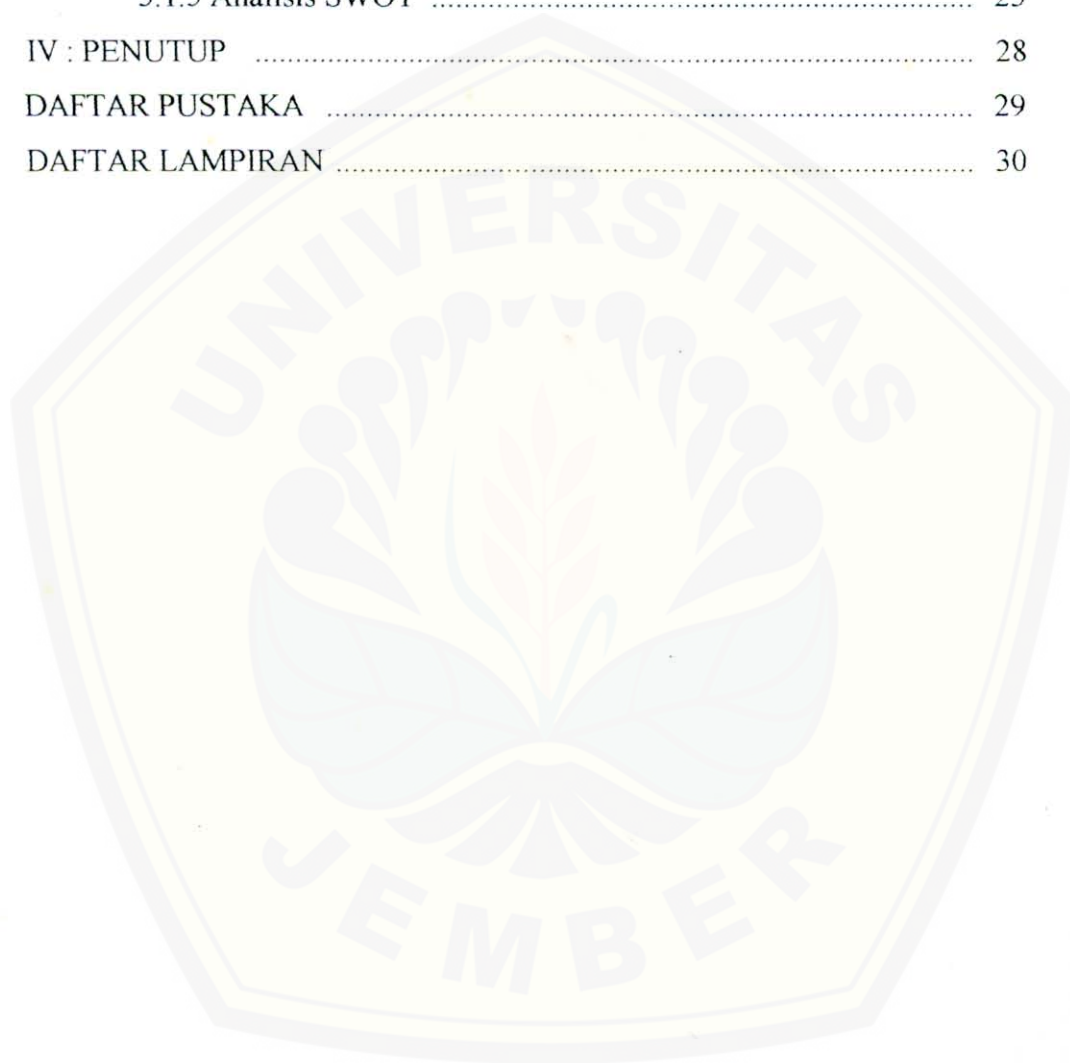 Analisis SWOT ........................................
IV : PENUTUP ........................................ 28
DAFTAR PUSTAKA ........................................ 29
DAFTAR LAMPIRAN ........................................ 30
UNIVERSITAS
JEMBER